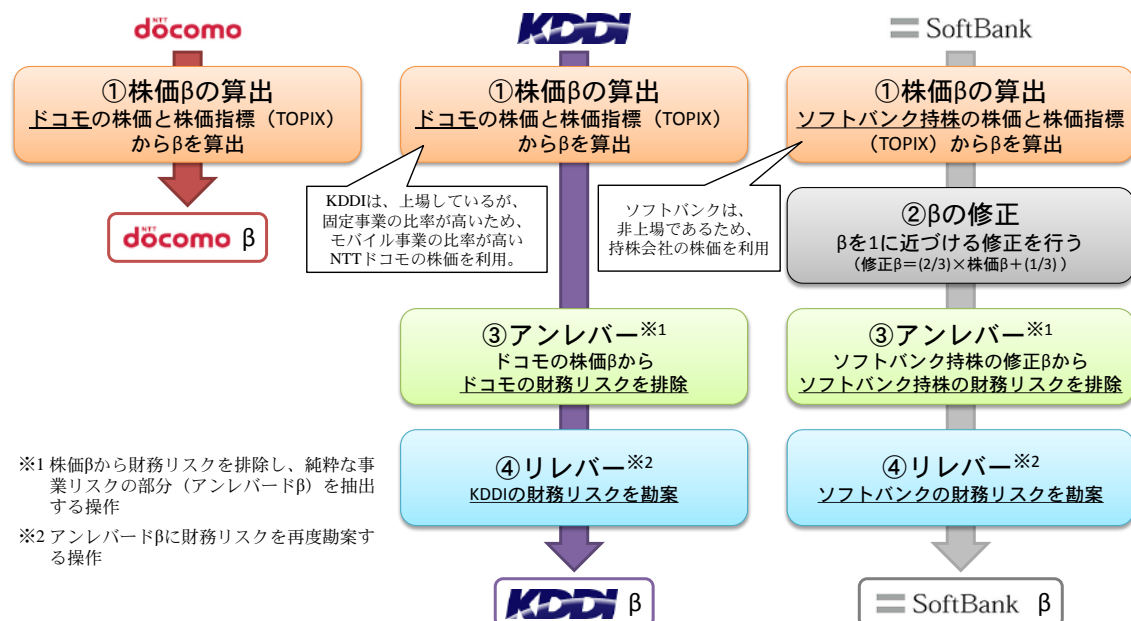 NTT
döcomo
①株価βの算出
ドコモの株価と株価指標（TOPIX）
からβを算出
NTT
döcomo β
KDDI
①株価βの算出
ドコモの株価と株価指標（TOPIX）
からβを算出
KDDIは、上場しているが、
固定事業の比率が高いため、
モバイル事業の比率が高い
NTTドコモの株価を利用。
③アンレバー※1
ドコモの株価βから
ドコモの財務リスクを排除
④リレバー※2
KDDIの財務リスクを勘案
KDDI β
SoftBank
①株価βの算出
ソフトバンク持株の株価と株価指標
（TOPIX）からβを算出
ソフトバンクは、
非上場であるため、
持株会社の株価を利用
②βの修正
βを1に近づける修正を行う
（修正β＝(2/3)×株価β＋(1/3)）
③アンレバー※1
ソフトバンク持株の修正βから
ソフトバンク持株の財務リスクを排除
④リレバー※2
ソフトバンクの財務リスクを勘案
SoftBank β
※1 株価βから財務リスクを排除し、純粋な事
業リスクの部分（アンレバードβ）を抽出
する操作
※2 アンレバードβに財務リスクを再度勘案す
る操作